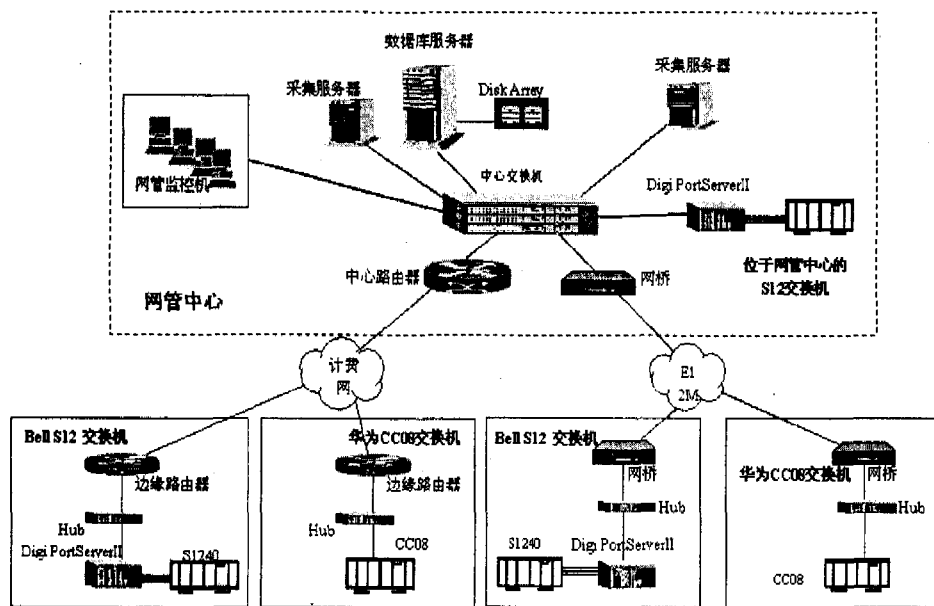 数据库服务器
采集服务器
采集服务器
Disk Array
网管监控机
中心交换机
Digi PortServerII
中心路由器
网桥
位于网管中心的
S12交换机
网管中心
计费
网
E1
2M
Bell S12 交换机
华为CC08交换机
Bell S12 交换机
华为CC08交换机
边缘路由器
边缘路由器
网桥
网桥
Hub
Hub
Hub
Hub
Digi PortServerII
S1240
CC08
S1240
Digi PortServerII
CC08